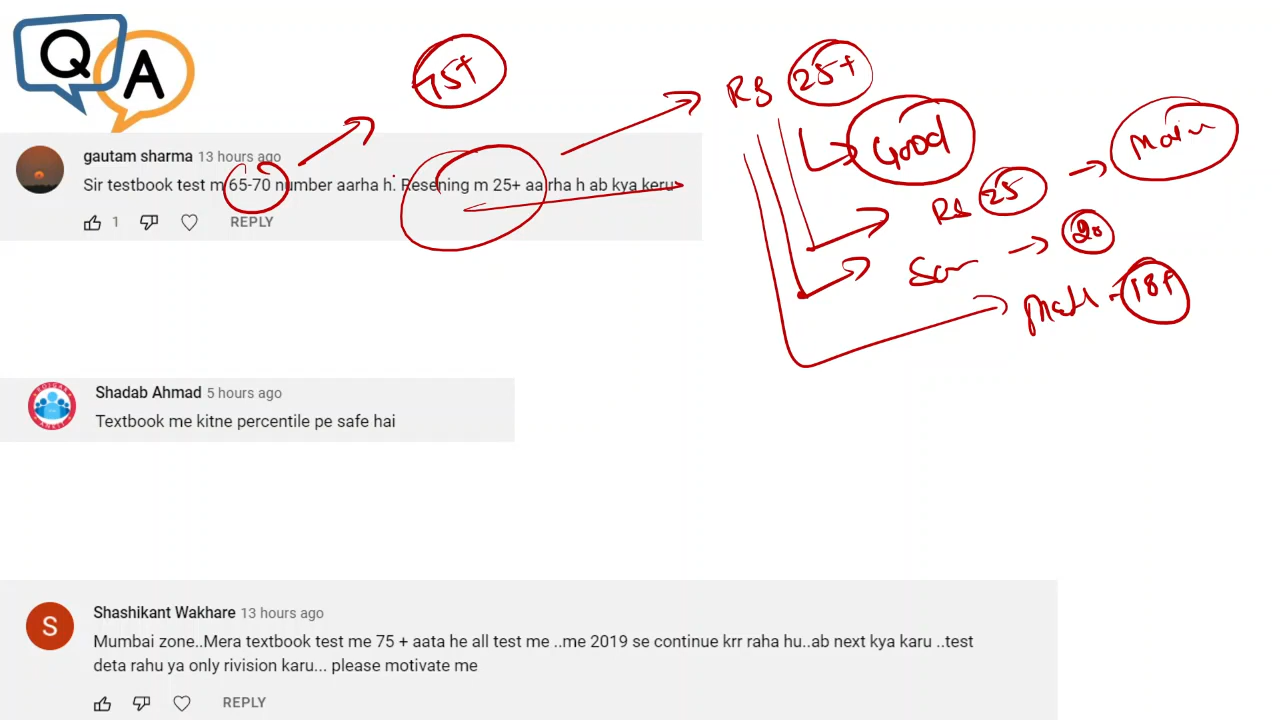 Q A
75+
RS 25+
Good
gautam sharma 13 hours ago
Sir testbook test m 65-70 number aarha h. Resening m 25+ aa rha h ab kya keru
1 REPLY
RS 25
20
Math - 18+
Shadab Ahmad 5 hours ago
Textbook me kitne percentile pe safe hai
S
Shashikant Wakhare 13 hours ago
Mumbai zone..Mera textbook test me 75 + aata he all test me ..me 2019 se continue krr raha hu..ab next kya karu ..test
deta rahu ya only rivision karu... please motivate me
REPLY